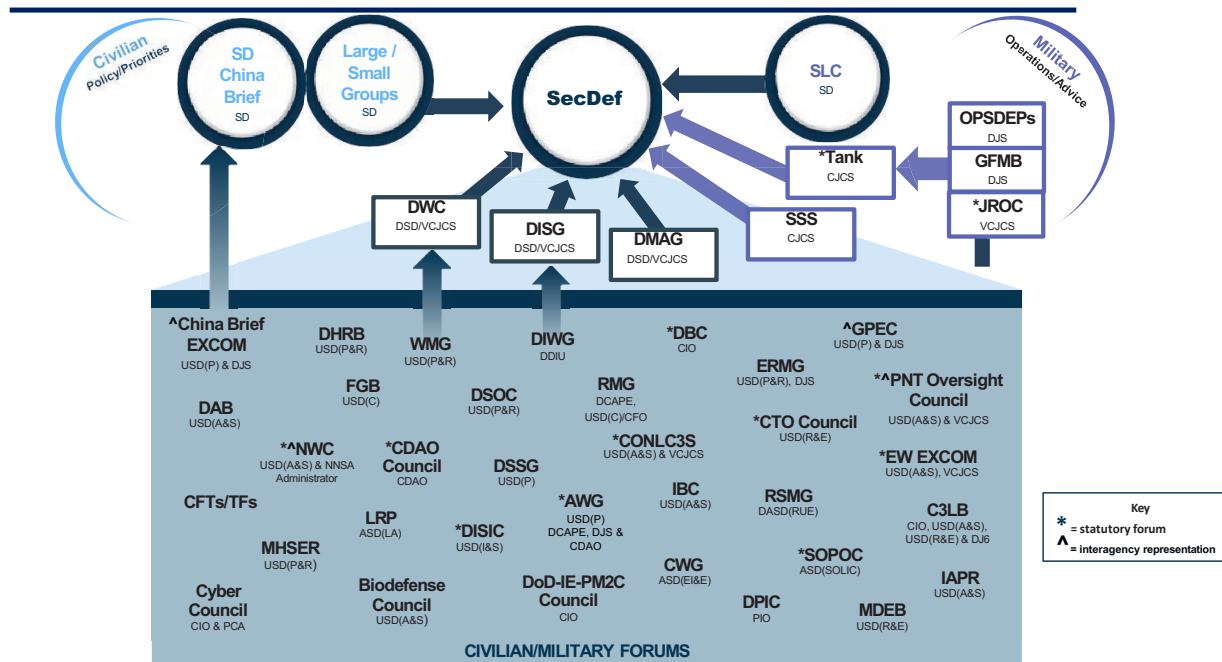 Civilian
Policy/Priorities
SD
China
Brief
SD
Large /
Small
Groups
SD
SecDef
SLC
SD
Military
Operations/Advice
OPSDEPs
DJS
GFMB
DJS
*JROC
VCJCS
*Tank
CJCS
SSS
CJCS
DWC
DSD/VCJCS
DISG
DSD/VCJCS
DMAG
DSD/VCJCS
^China Brief
EXCOM
USD(P) & DJS
DHRB
USD(P&R)
WMG
USD(P&R)
DIWG
DDIU
*DBC
CIO
^GPEC
USD(P) & DJS
ERMG
USD(P&R), DJS
FGB
USD(C)
DSOC
USD(P&R)
RMG
DCAPE,
USD(C)/CFO
*^PNT Oversight
Council
USD(A&S) & VCJCS
DAB
USD(A&S)
*CTO Council
USD(R&E)
*^NWC
USD(A&S) & NNSA
Administrator
*CDAO
Council
CDAO
DSSG
USD(P)
*CONLC3S
USD(A&S) & VCJCS
*EW EXCOM
USD(A&S), VCJCS
CFTs/TFs
LRP
ASD(LA)
*DISIC
USD(I&S)
*AWG
USD(P)
DCAPE, DJS &
CDAO
IBC
USD(A&S)
RSMG
DASD(RUE)
C3LB
CIO, USD(A&S),
USD(R&E) & DJ6
MHSER
USD(P&R)
CWG
ASD(EI&E)
*SOPOC
ASD(SOLIC)
IAPR
USD(A&S)
Cyber
Council
CIO & PCA
Biodefense
Council
USD(A&S)
DoD-IE-PM2C
Council
CIO
DPIC
PIO
MDEB
USD(R&E)
CIVILIAN/MILITARY FORUMS
Key
* = statutory forum
^ = interagency representation